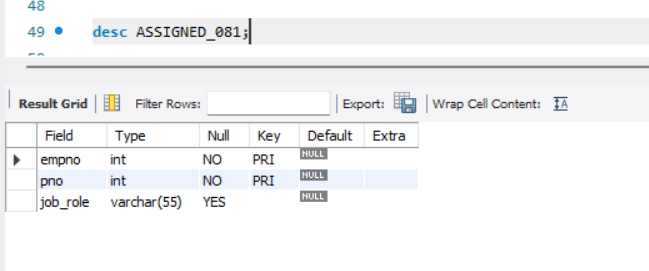 48
49 desc ASSIGNED_081;
Result Grid Filter Rows: Export: Wrap Cell Content:
Field Type Null Key Default Extra
empno int NO PRI NULL
pno int NO PRI NULL
job_role varchar(55) YES NULL